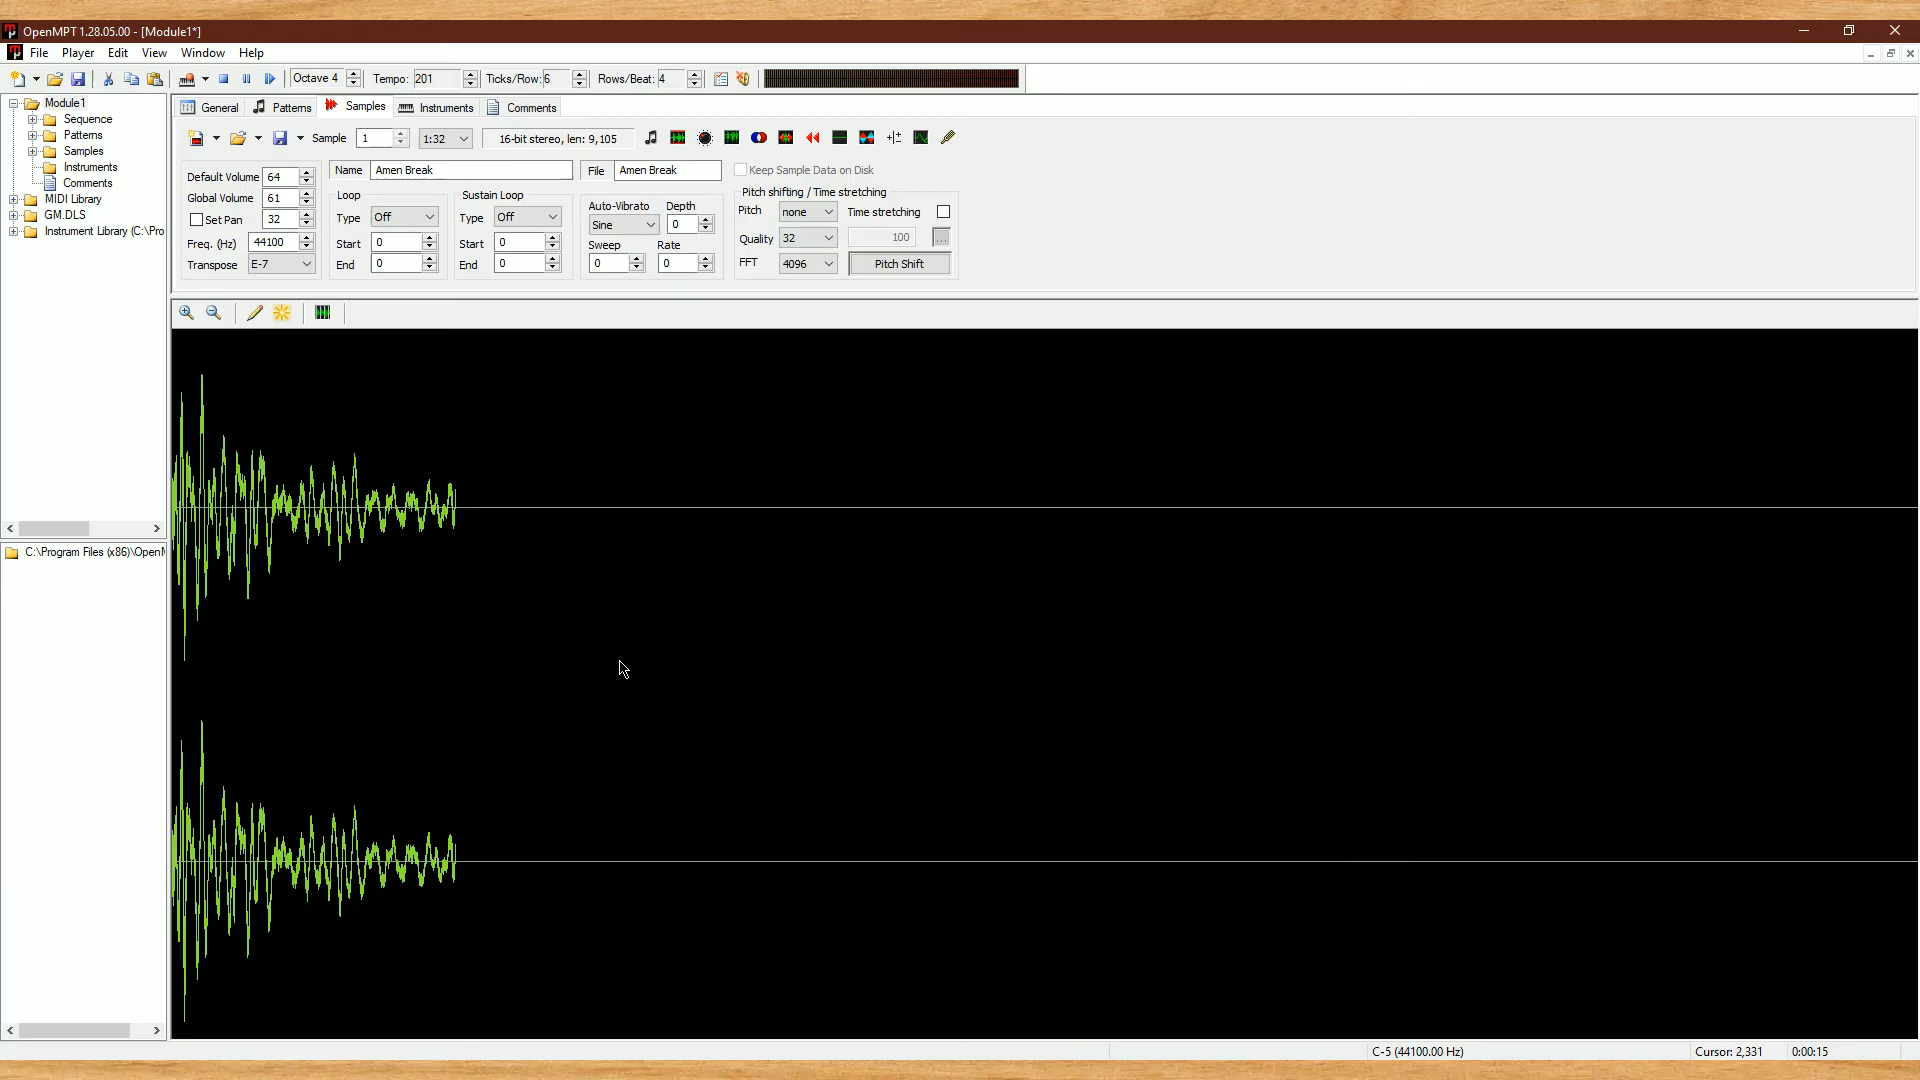 OpenMPT 1.28.05.00 - [Module1*]
File Player Edit View Window Help
Octave 4 Tempo: 201 Ticks/Row: 6 Rows/Beat: 4
Module1
Sequence
Patterns
Samples
Instruments
Comments
MIDI Library
GM.DLS
Instrument Library (C:\Pro
C:\Program Files (x86)\Open
General Patterns Samples Instruments Comments
Sample 1 1:32 16-bit stereo, len: 9,105
Default Volume 64
Global Volume 61
Set Pan 32
Freq. (Hz) 44100
Transpose E-7
Name Amen Break
Loop
Type Off
Start 0
End 0
Sustain Loop
Type Off
Start 0
End 0
File Amen Break
Auto-Vibrato Depth
Sine 0
Sweep Rate
0 0
Keep Sample Data on Disk
Pitch shifting / Time stretching
Pitch none Time stretching
Quality 32 100 ...
FFT 4096 Pitch Shift
C-5 (44100.00 Hz) Cursor: 2,331 0:00:15